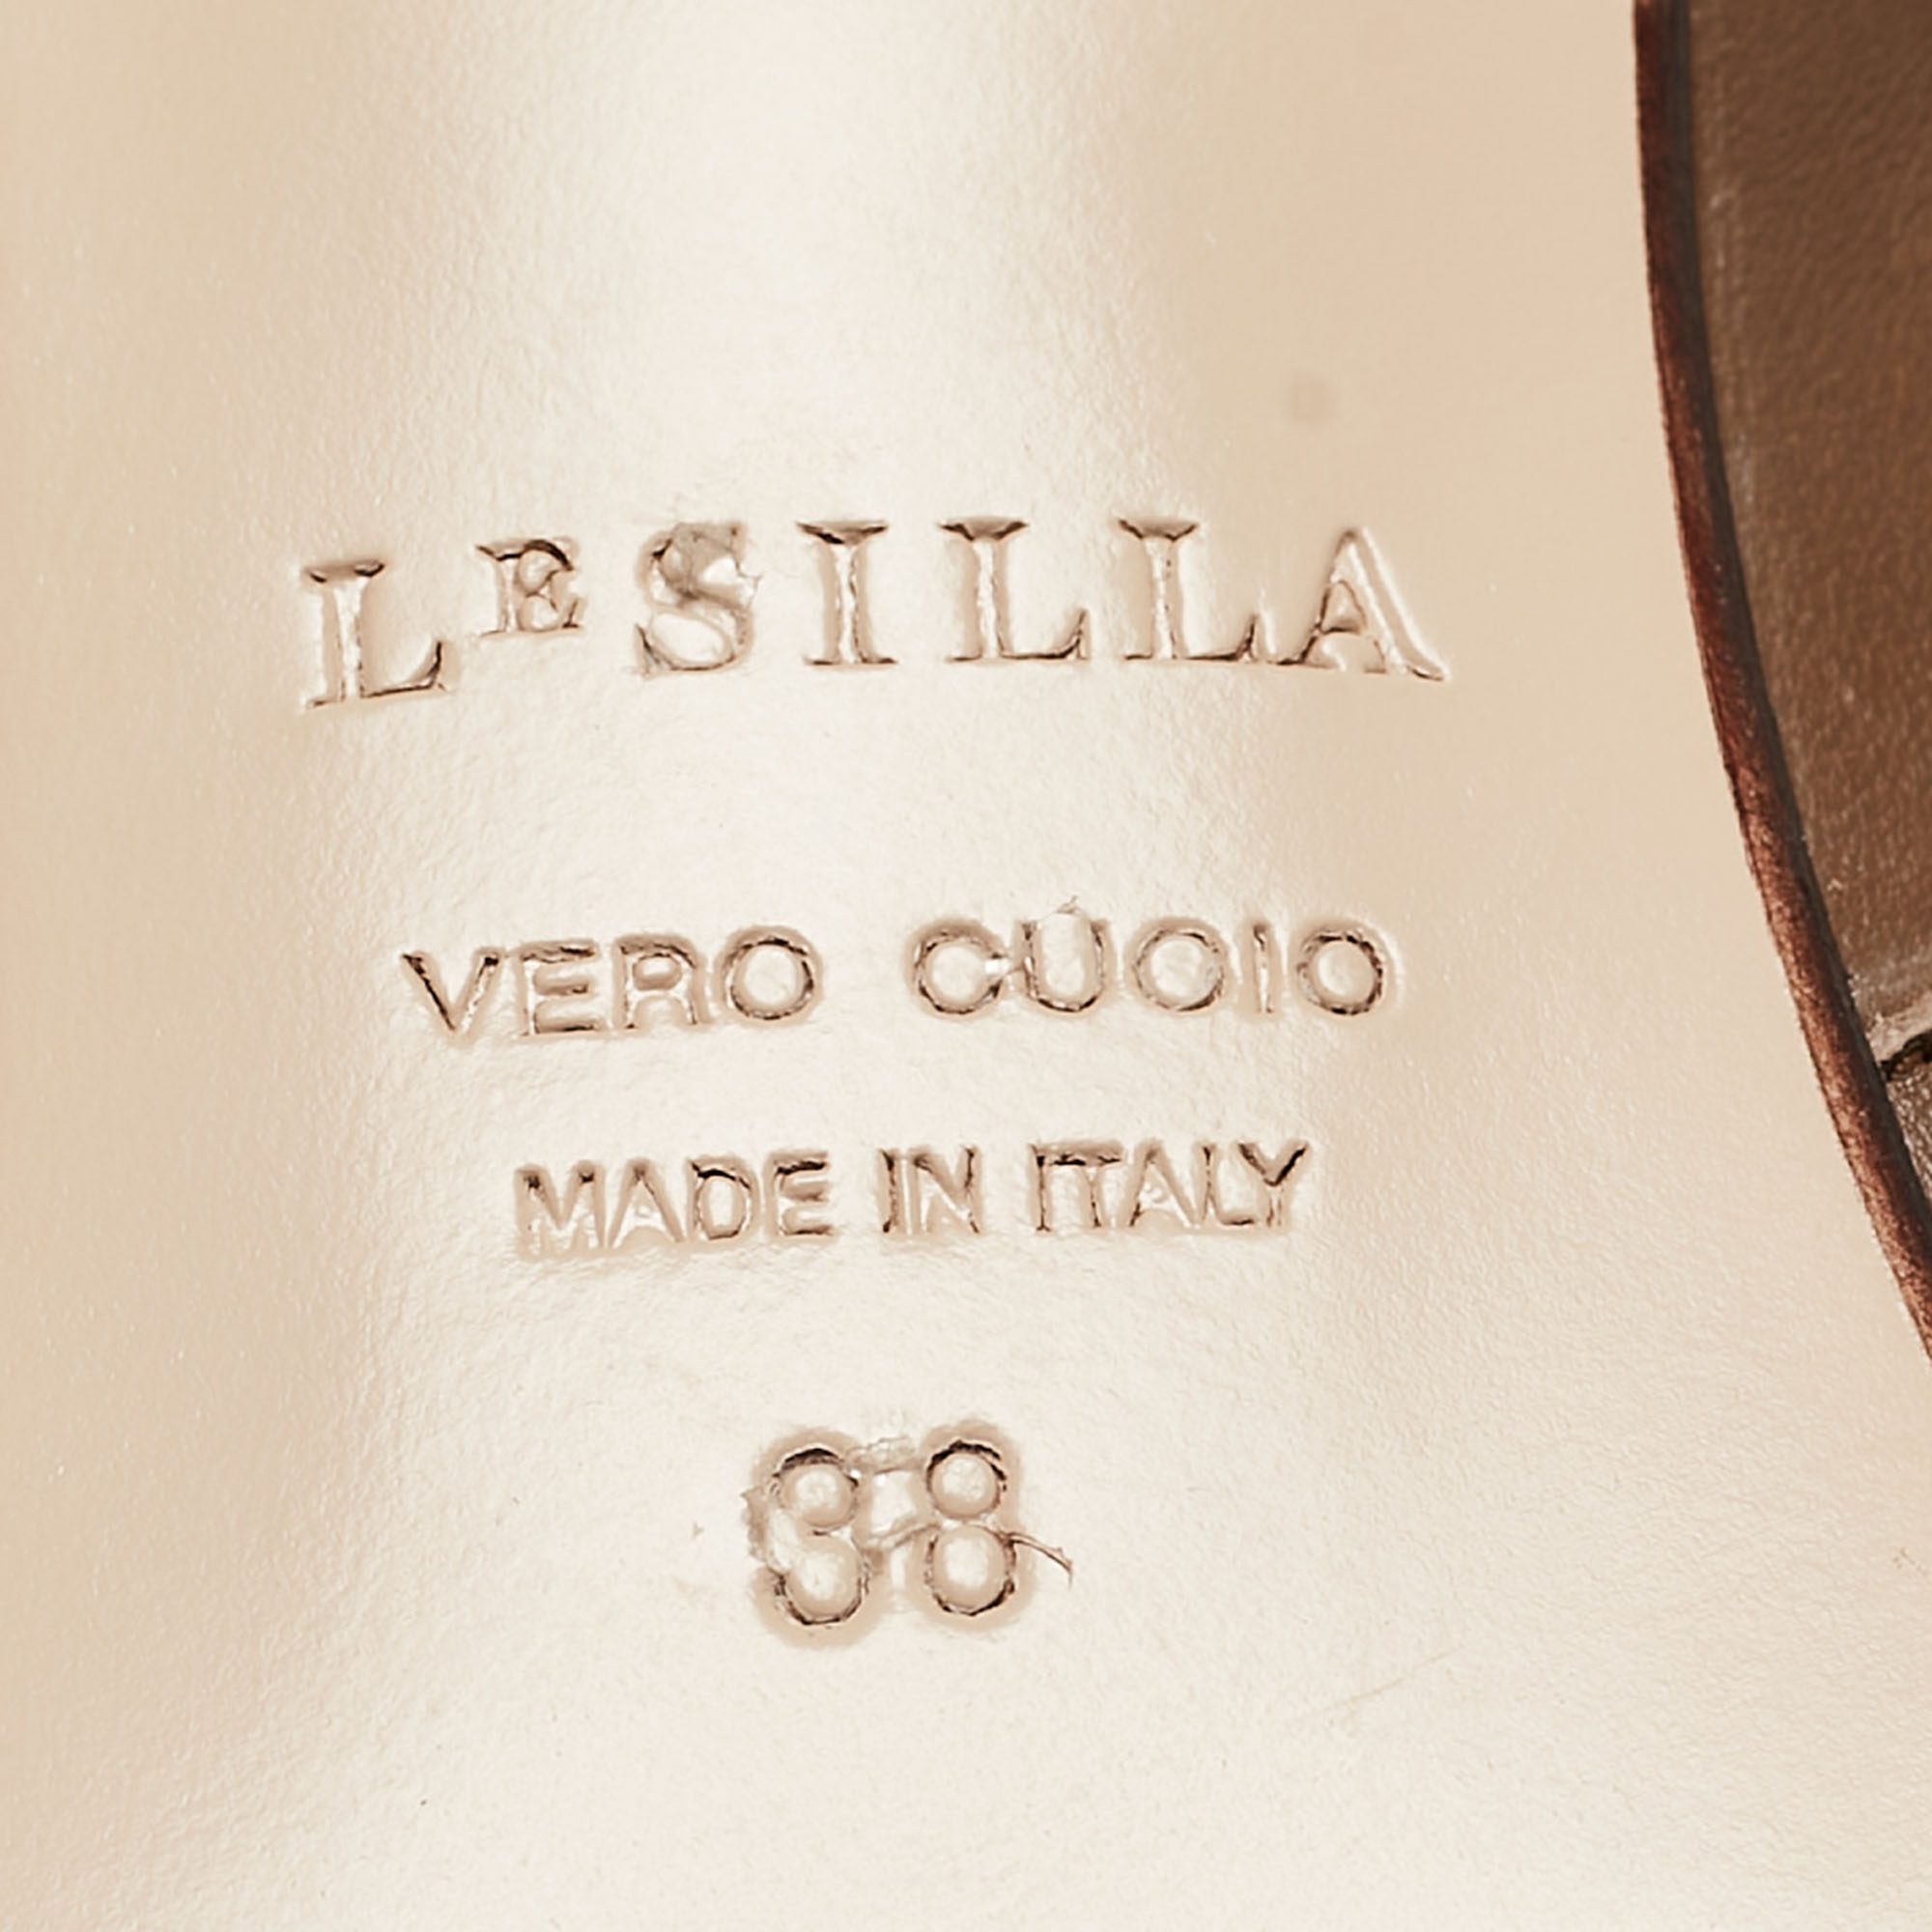 LE SILLA
VERO CUOIO
MADE IN ITALY
38